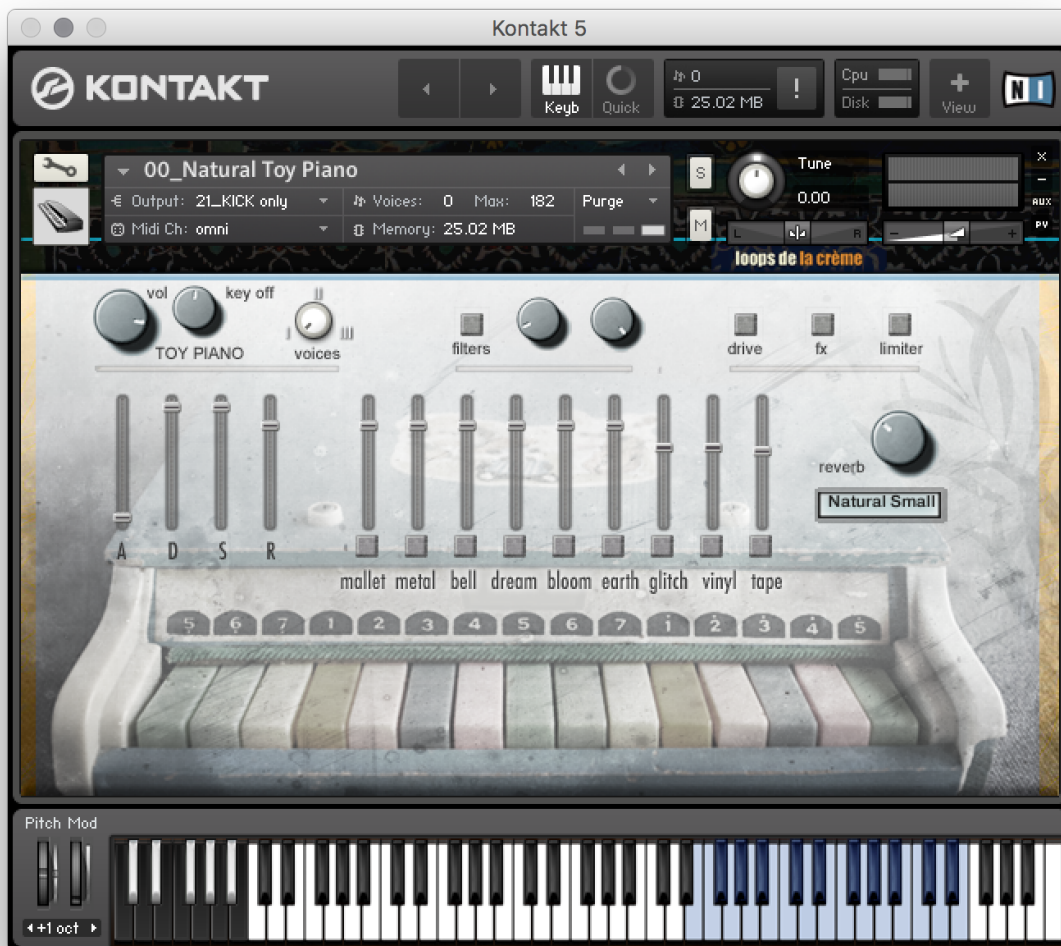 Kontakt 5
KONTAKT
Keyb
Quick
0
25.02 MB
!
Cpu
Disk
+
View
NI
00_Natural Toy Piano
S
Tune
0.00
x
-
AUX
PV
Output: 21_KICK only
Voices: 0 Max: 182
Purge
Midi Ch: omni
Memory: 25.02 MB
M
L
R
-
+
loops de la crème
vol
key off
TOY PIANO
I
II
III
voices
filters
drive
fx
limiter
reverb
Natural Small
A D S R
mallet metal bell dream bloom earth glitch vinyl tape
5 6 7 1 2 3 4 5 6 7 i 2 3 4 5
Pitch Mod
+1 oct